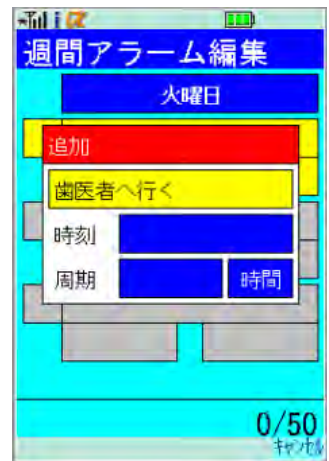 週間アラーム編集
火曜日
追加
歯医者へ行く
時刻
周期 時間
0/50
キャンセル